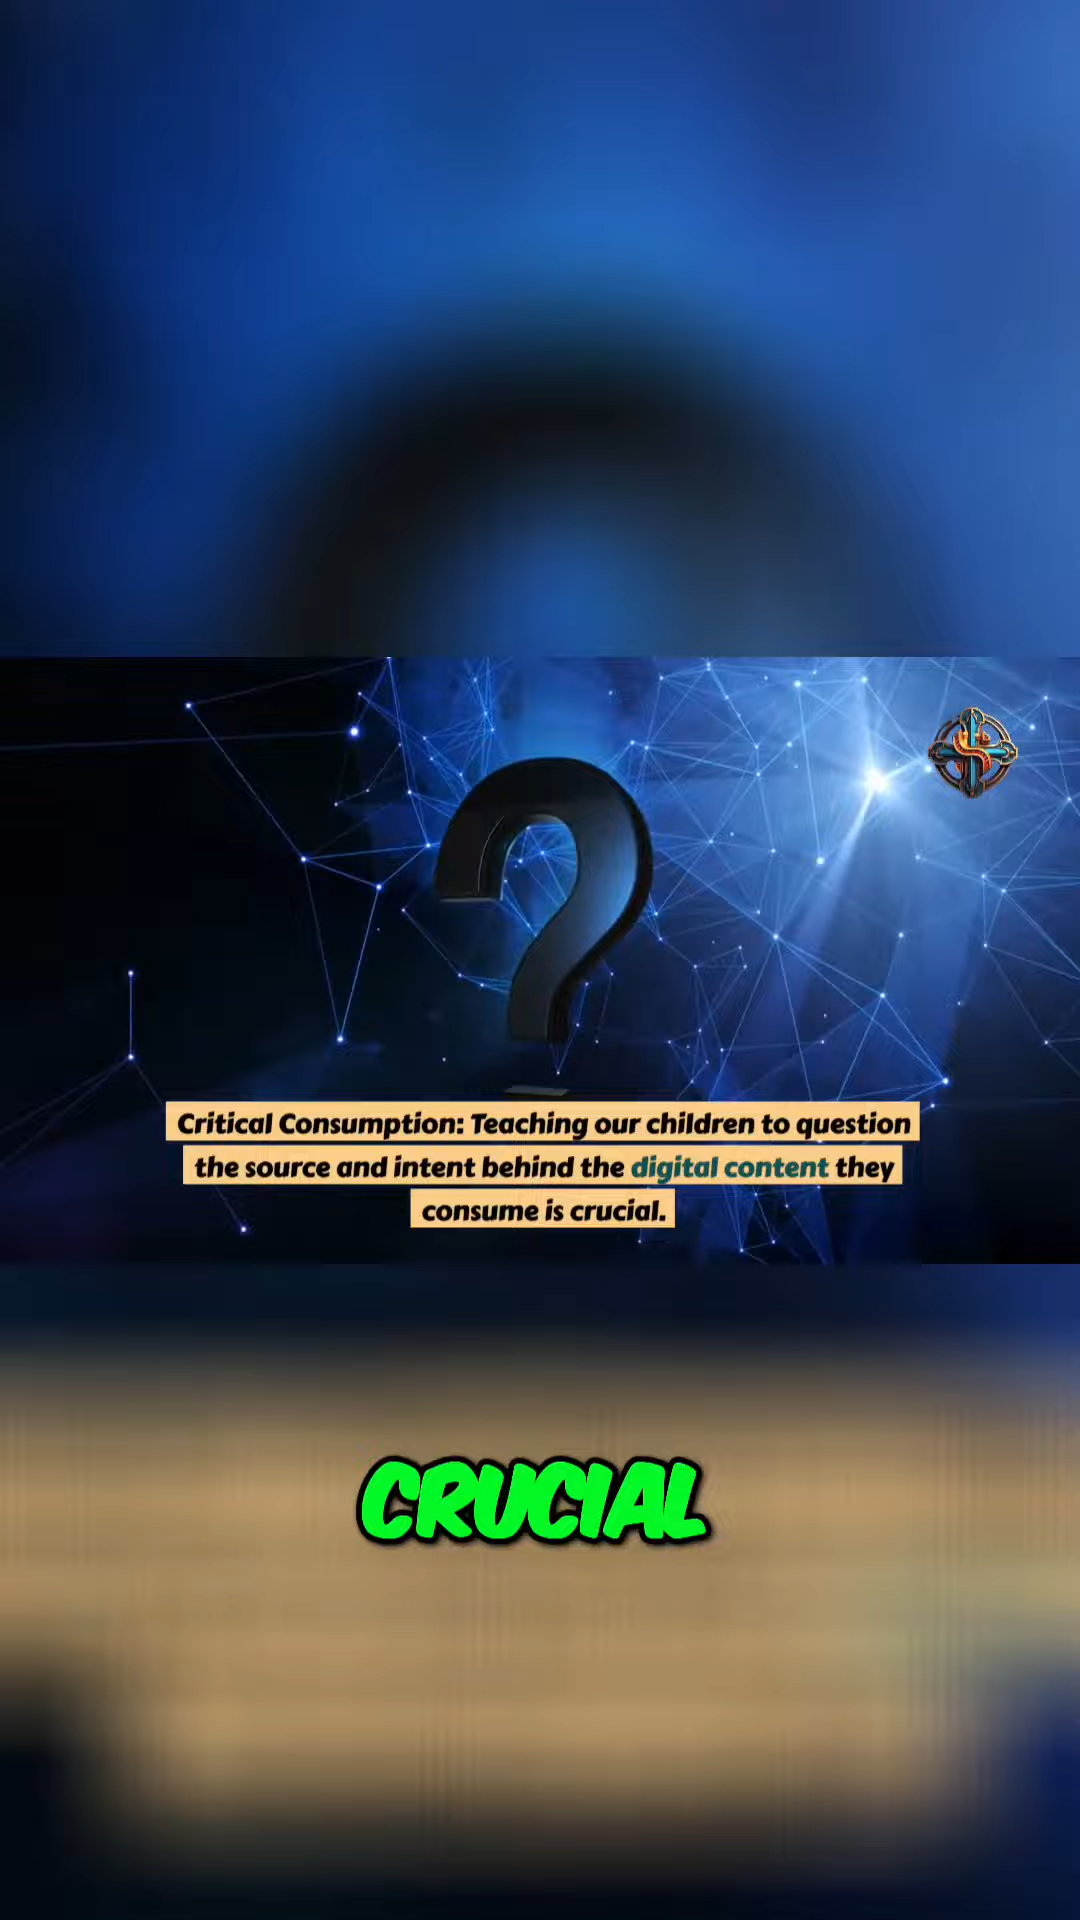 Critical Consumption: Teaching our children to question
the source and intent behind the digital content they
consume is crucial.
CRUCIAL